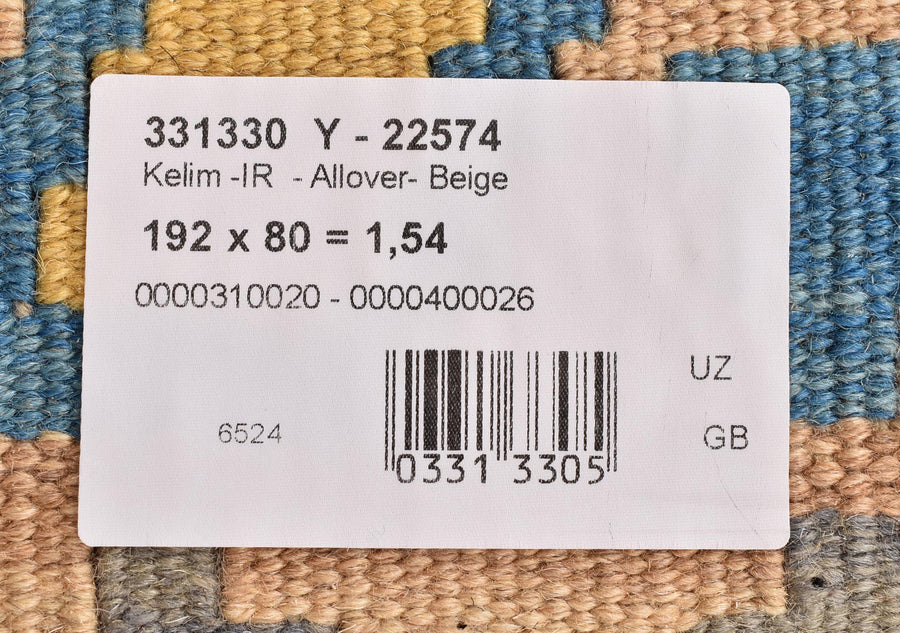 331330 Y - 22574
Kelim -IR - Allover- Beige
192 x 80 = 1,54
0000310020 - 0000400026
UZ
6524
GB
0331 3305